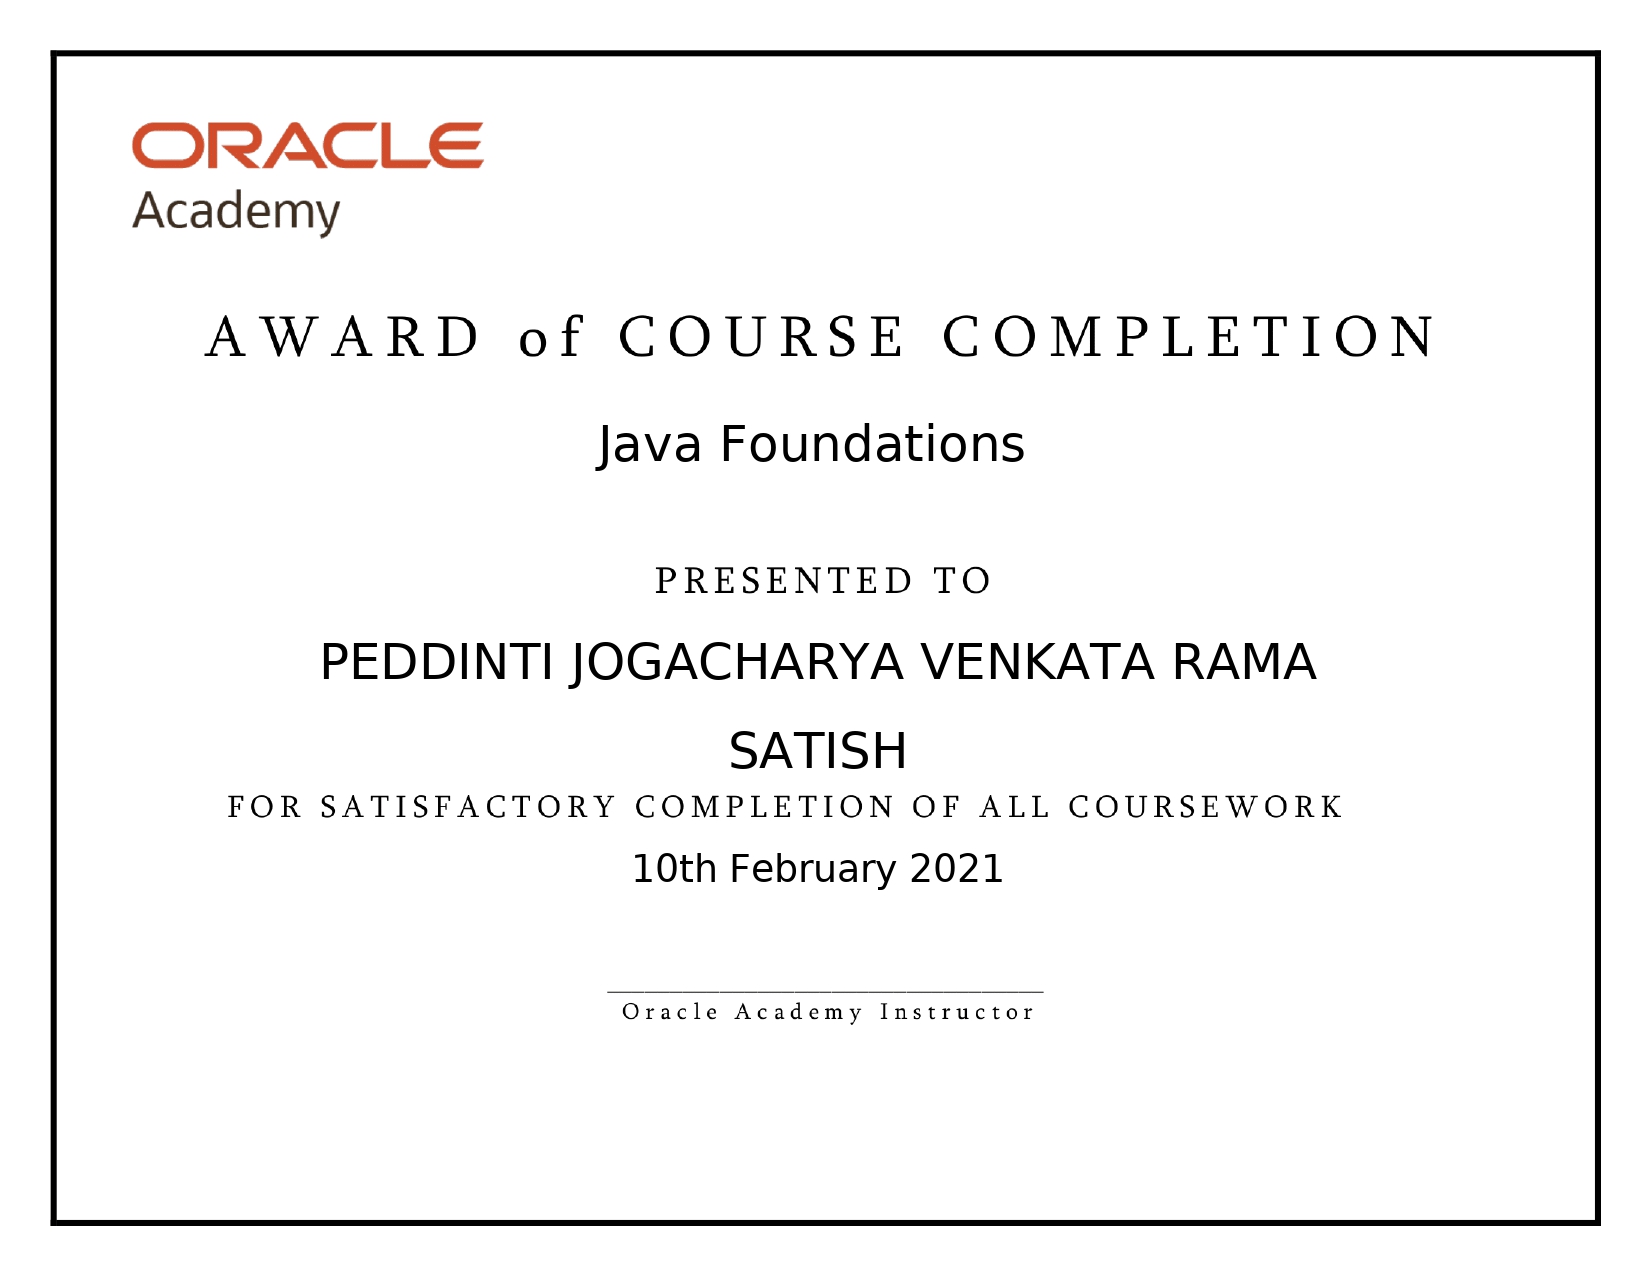 ORACLE
Academy
AWARD of COURSE COMPLETION
Java Foundations
PRESENTED TO
PEDDINTI JOGACHARYA VENKATA RAMA
SATISH
FOR SATISFACTORY COMPLETION OF ALL COURSEWORK
10th February 2021
Oracle Academy Instructor